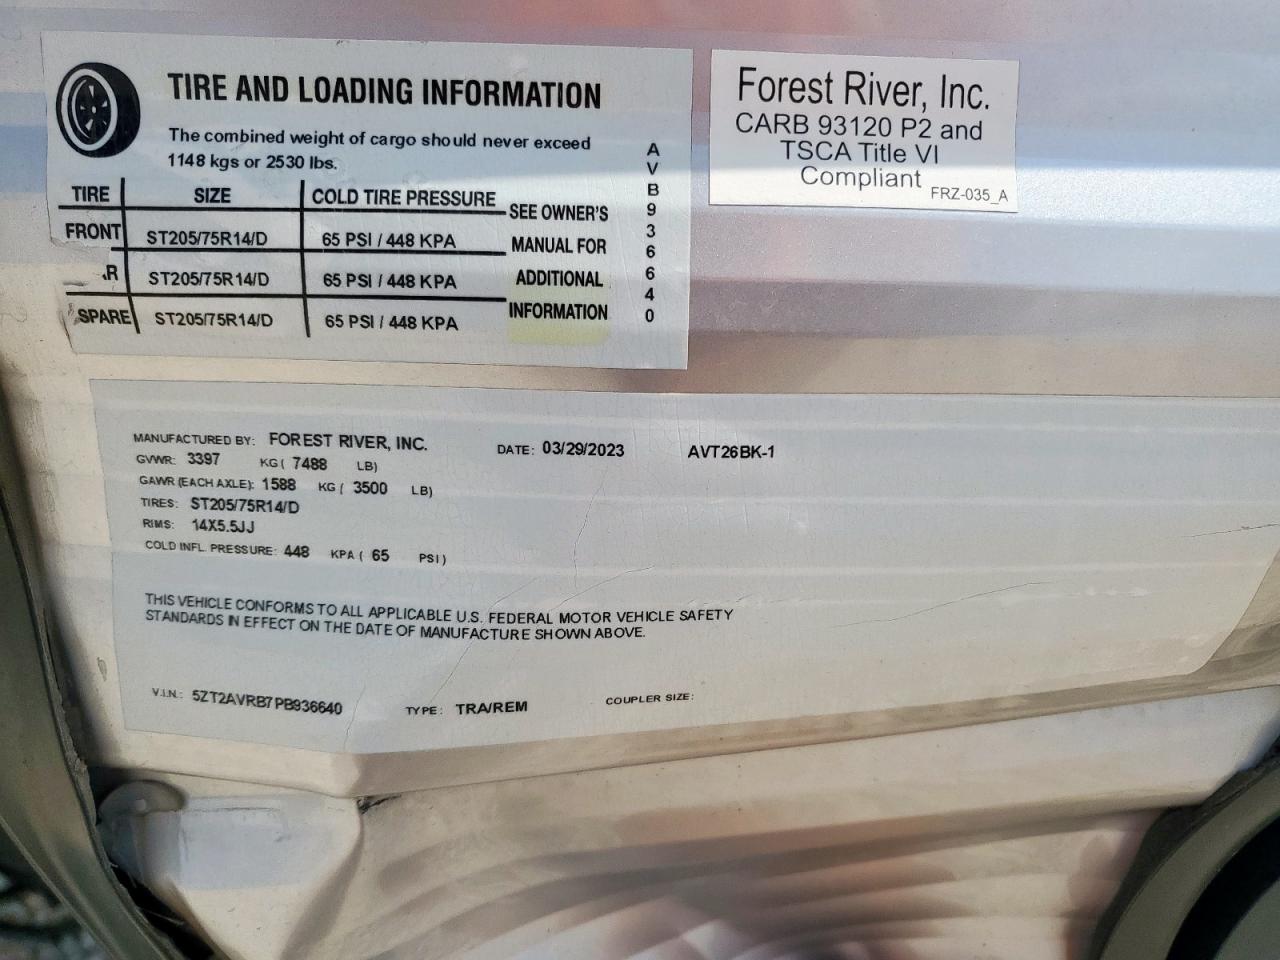 TIRE AND LOADING INFORMATION
The combined weight of cargo should never exceed
1148 kgs or 2530 lbs.
TIRE SIZE COLD TIRE PRESSURE SEE OWNER'S
FRONT ST205/75R14/D 65 PSI / 448 KPA MANUAL FOR
R ST205/75R14/D 65 PSI / 448 KPA ADDITIONAL
SPARE ST205/75R14/D 65 PSI / 448 KPA INFORMATION
A
V
B
9
3
6
6
4
0
Forest River, Inc.
CARB 93120 P2 and
TSCA Title VI
Compliant
FRZ-035_A
MANUFACTURED BY: FOREST RIVER, INC. DATE: 03/29/2023 AVT26BK-1
GVWR: 3397 KG ( 7488 LB)
GAWR (EACH AXLE): 1588 KG ( 3500 LB)
TIRES: ST205/75R14/D
RIMS: 14X5.5JJ
COLD INFL. PRESSURE: 448 KPA ( 65 PSI )
THIS VEHICLE CONFORMS TO ALL APPLICABLE U.S. FEDERAL MOTOR VEHICLE SAFETY
STANDARDS IN EFFECT ON THE DATE OF MANUFACTURE SHOWN ABOVE.
V.I.N.: 5ZT2AVRB7PB936640 TYPE: TRA/REM COUPLER SIZE: